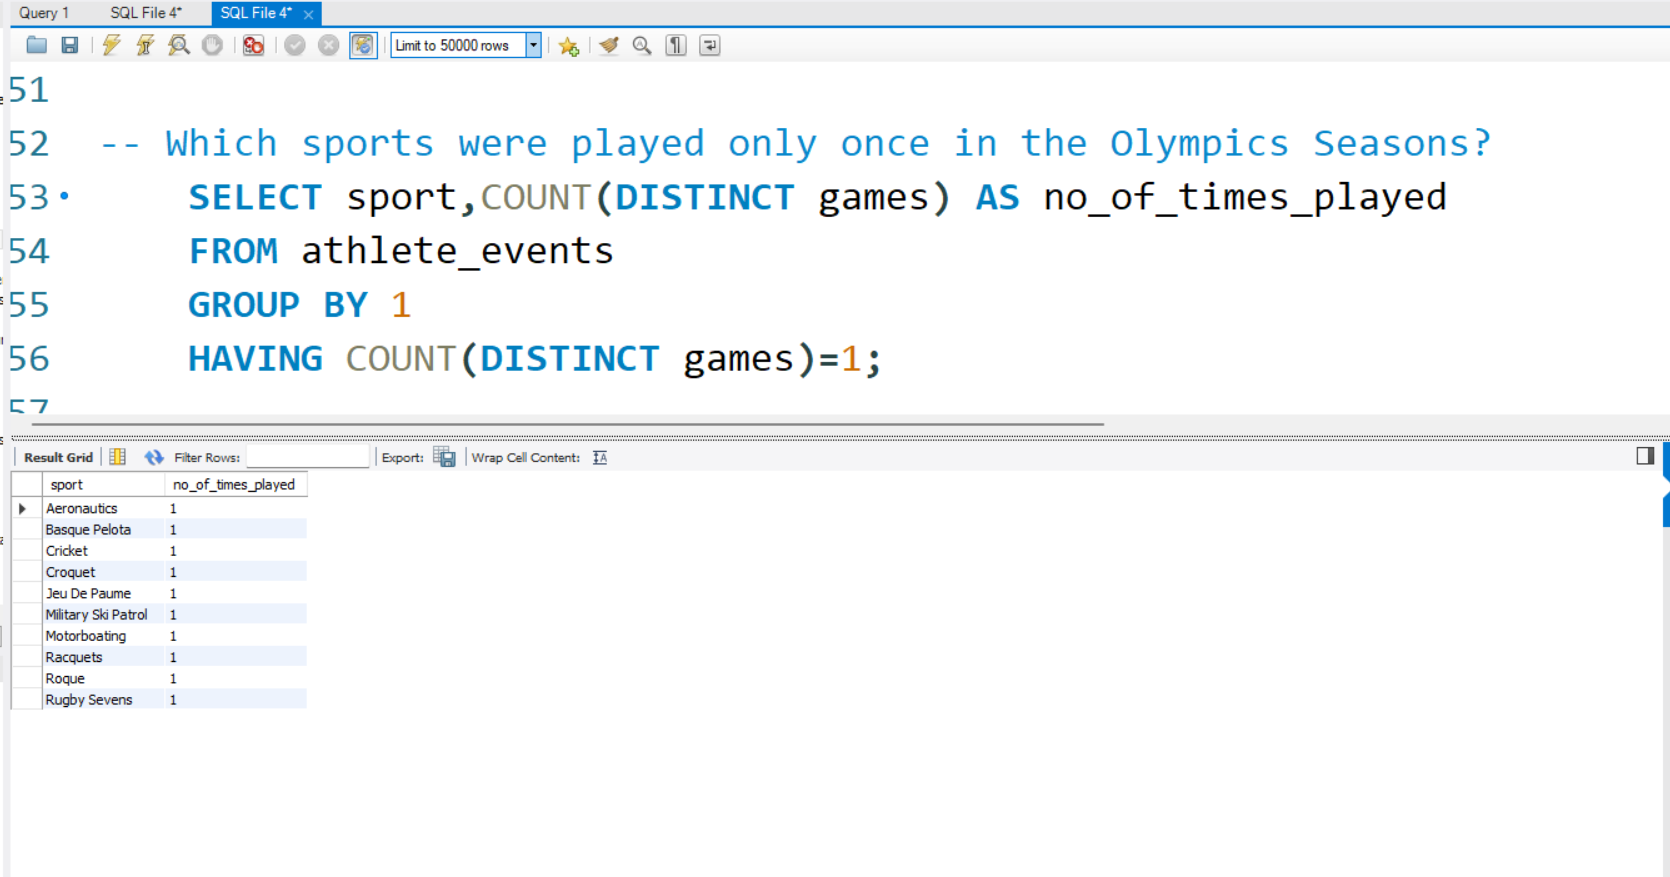 Query 1 SQL File 4* SQL File 4*
Limit to 50000 rows
51
52 -- Which sports were played only once in the Olympics Seasons?
53 SELECT sport,COUNT(DISTINCT games) AS no_of_times_played
54 FROM athlete_events
55 GROUP BY 1
56 HAVING COUNT(DISTINCT games)=1;
57
Result Grid Filter Rows: Export: Wrap Cell Content:
sport no_of_times_played
Aeronautics 1
Basque Pelota 1
Cricket 1
Croquet 1
Jeu De Paume 1
Military Ski Patrol 1
Motorboating 1
Racquets 1
Roque 1
Rugby Sevens 1